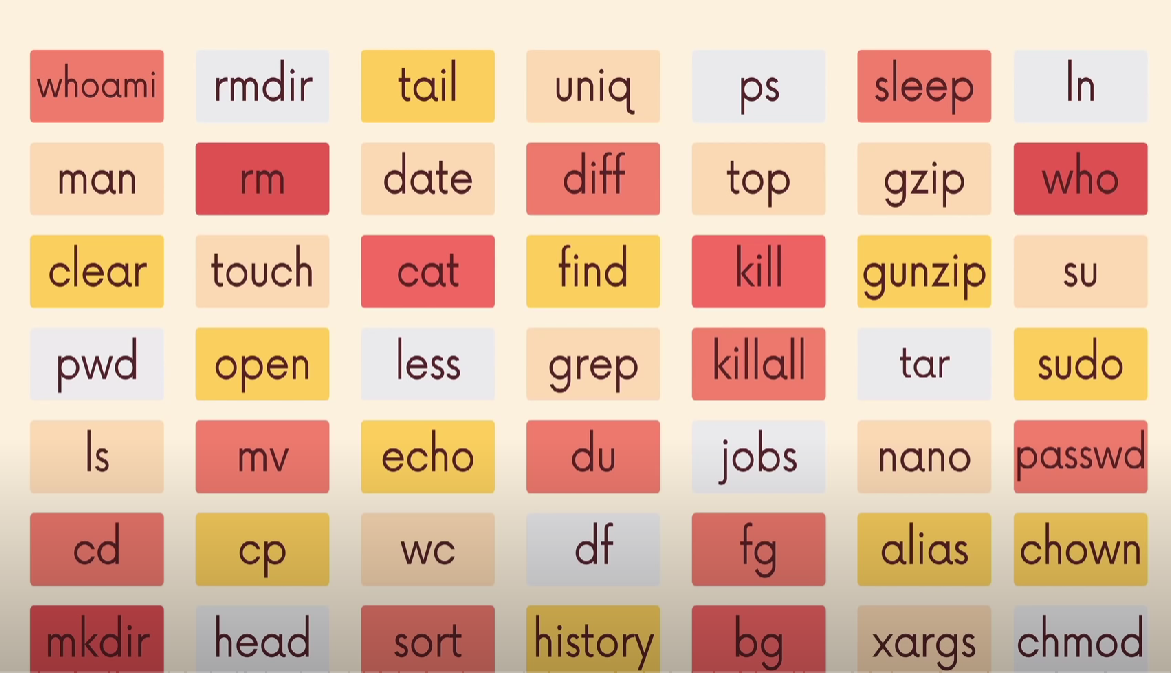 whoami rmdir tail uniq ps sleep ln
man rm date diff top gzip who
clear touch cat find kill gunzip su
pwd open less grep killall tar sudo
ls mv echo du jobs nano passwd
cd cp wc df fg alias chown
mkdir head sort history bg xargs chmod